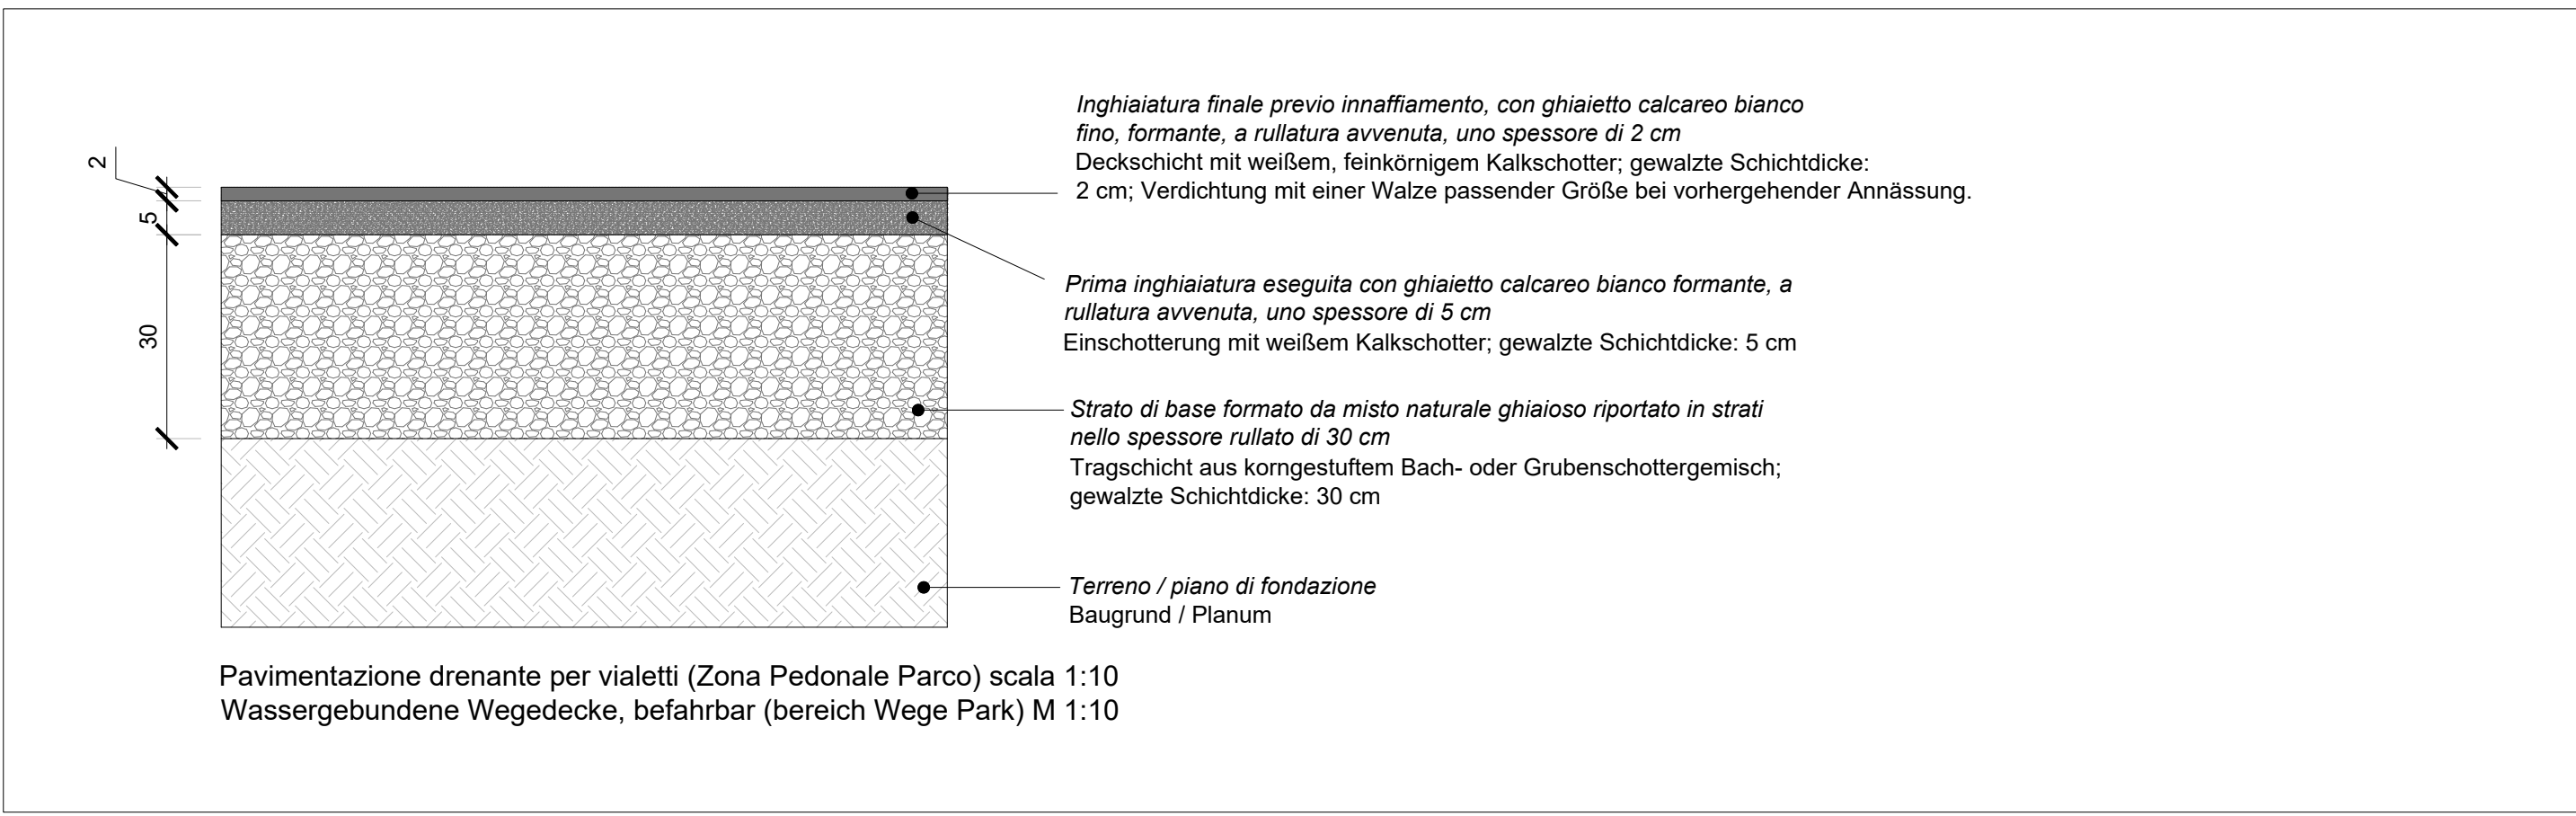 Inghiaiatura finale previo innaffiamento, con ghiaietto calcareo bianco
fino, formante, a rullatura avvenuta, uno spessore di 2 cm
Deckschicht mit weißem, feinkörnigem Kalkschotter; gewalzte Schichtdicke:
2 cm; Verdichtung mit einer Walze passender Größe bei vorhergehender Annässung.
2
5
30
Prima inghiaiatura eseguita con ghiaietto calcareo bianco formante, a
rullatura avvenuta, uno spessore di 5 cm
Einschotterung mit weißem Kalkschotter; gewalzte Schichtdicke: 5 cm
Strato di base formato da misto naturale ghiaioso riportato in strati
nello spessore rullato di 30 cm
Tragschicht aus korngestuftem Bach- oder Grubenschottergemisch;
gewalzte Schichtdicke: 30 cm
Terreno / piano di fondazione
Baugrund / Planum
Pavimentazione drenante per vialetti (Zona Pedonale Parco) scala 1:10
Wassergebundene Wegedecke, befahrbar (bereich Wege Park) M 1:10